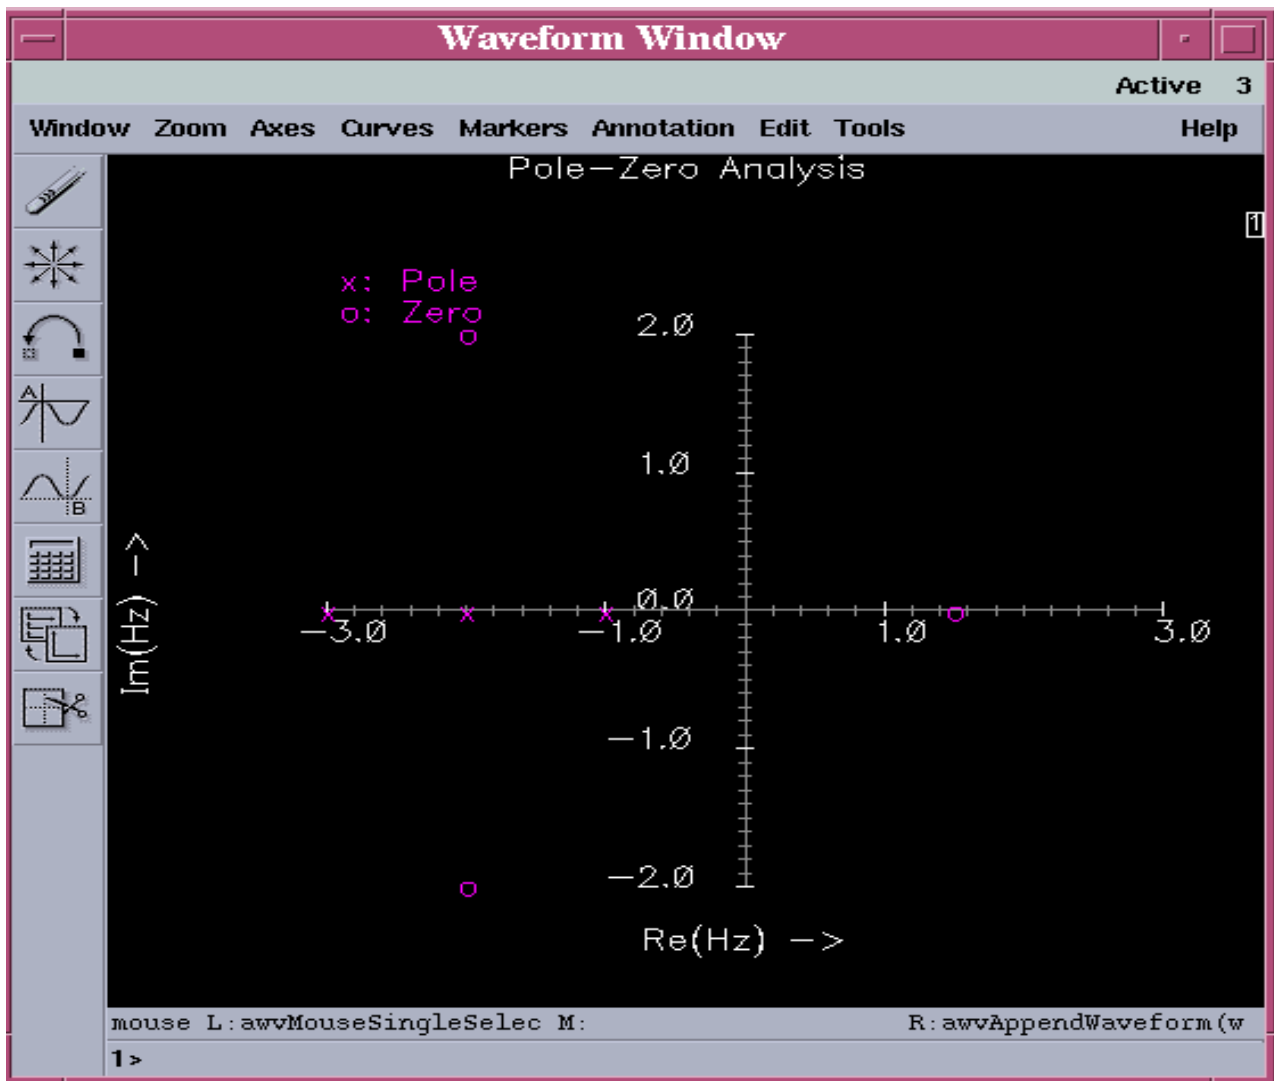 Waveform Window
Active 3
Window Zoom Axes Curves Markers Annotation Edit Tools Help
Pole-Zero Analysis
1
x: Pole
o: Zero
2.0
1.0
A
B
0.0
-3.0 -1.0 1.0 3.0
Im(Hz) ->
-1.0
-2.0
Re(Hz) ->
mouse L:awvMouseSingleSelec M: R:awvAppendWaveform(w
1>